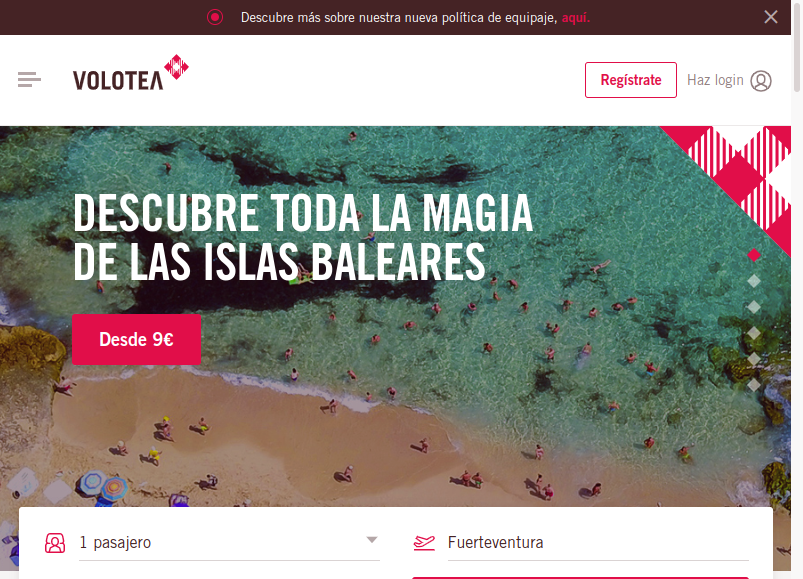 Descubre más sobre nuestra nueva política de equipaje, aquí.
VOLOTEA
Regístrate
Haz login
DESCUBRE TODA LA MAGIA
DE LAS ISLAS BALEARES
Desde 9€
1 pasajero
Fuerteventura